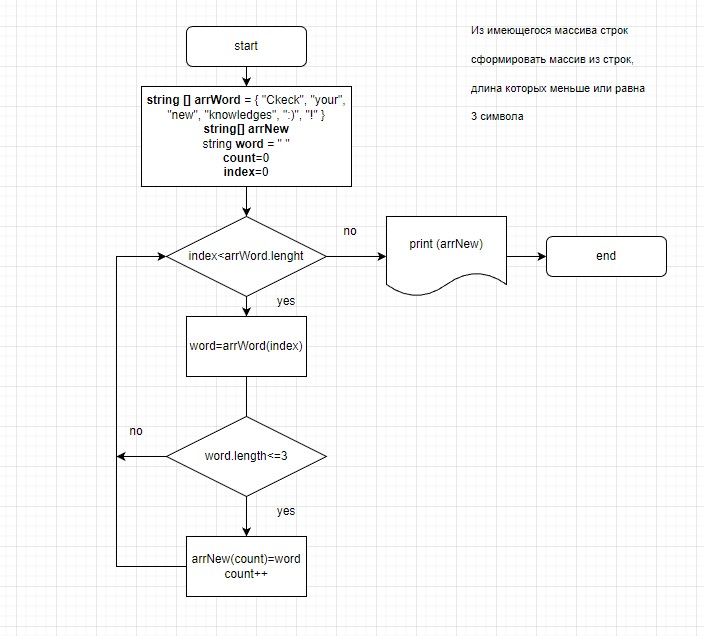 start
string [] arrWord = { "Ckeck", "your",
"new", "knowledges", ":)", "!" }
string[] arrNew
string word = " "
count=0
index=0
index<arrWord.lenght
no
print (arrNew)
end
yes
word=arrWord(index)
no
word.length<=3
yes
arrNew(count)=word
count++
Из имеющегося массива строк
сформировать массив из строк,
длина которых меньше или равна
3 символа